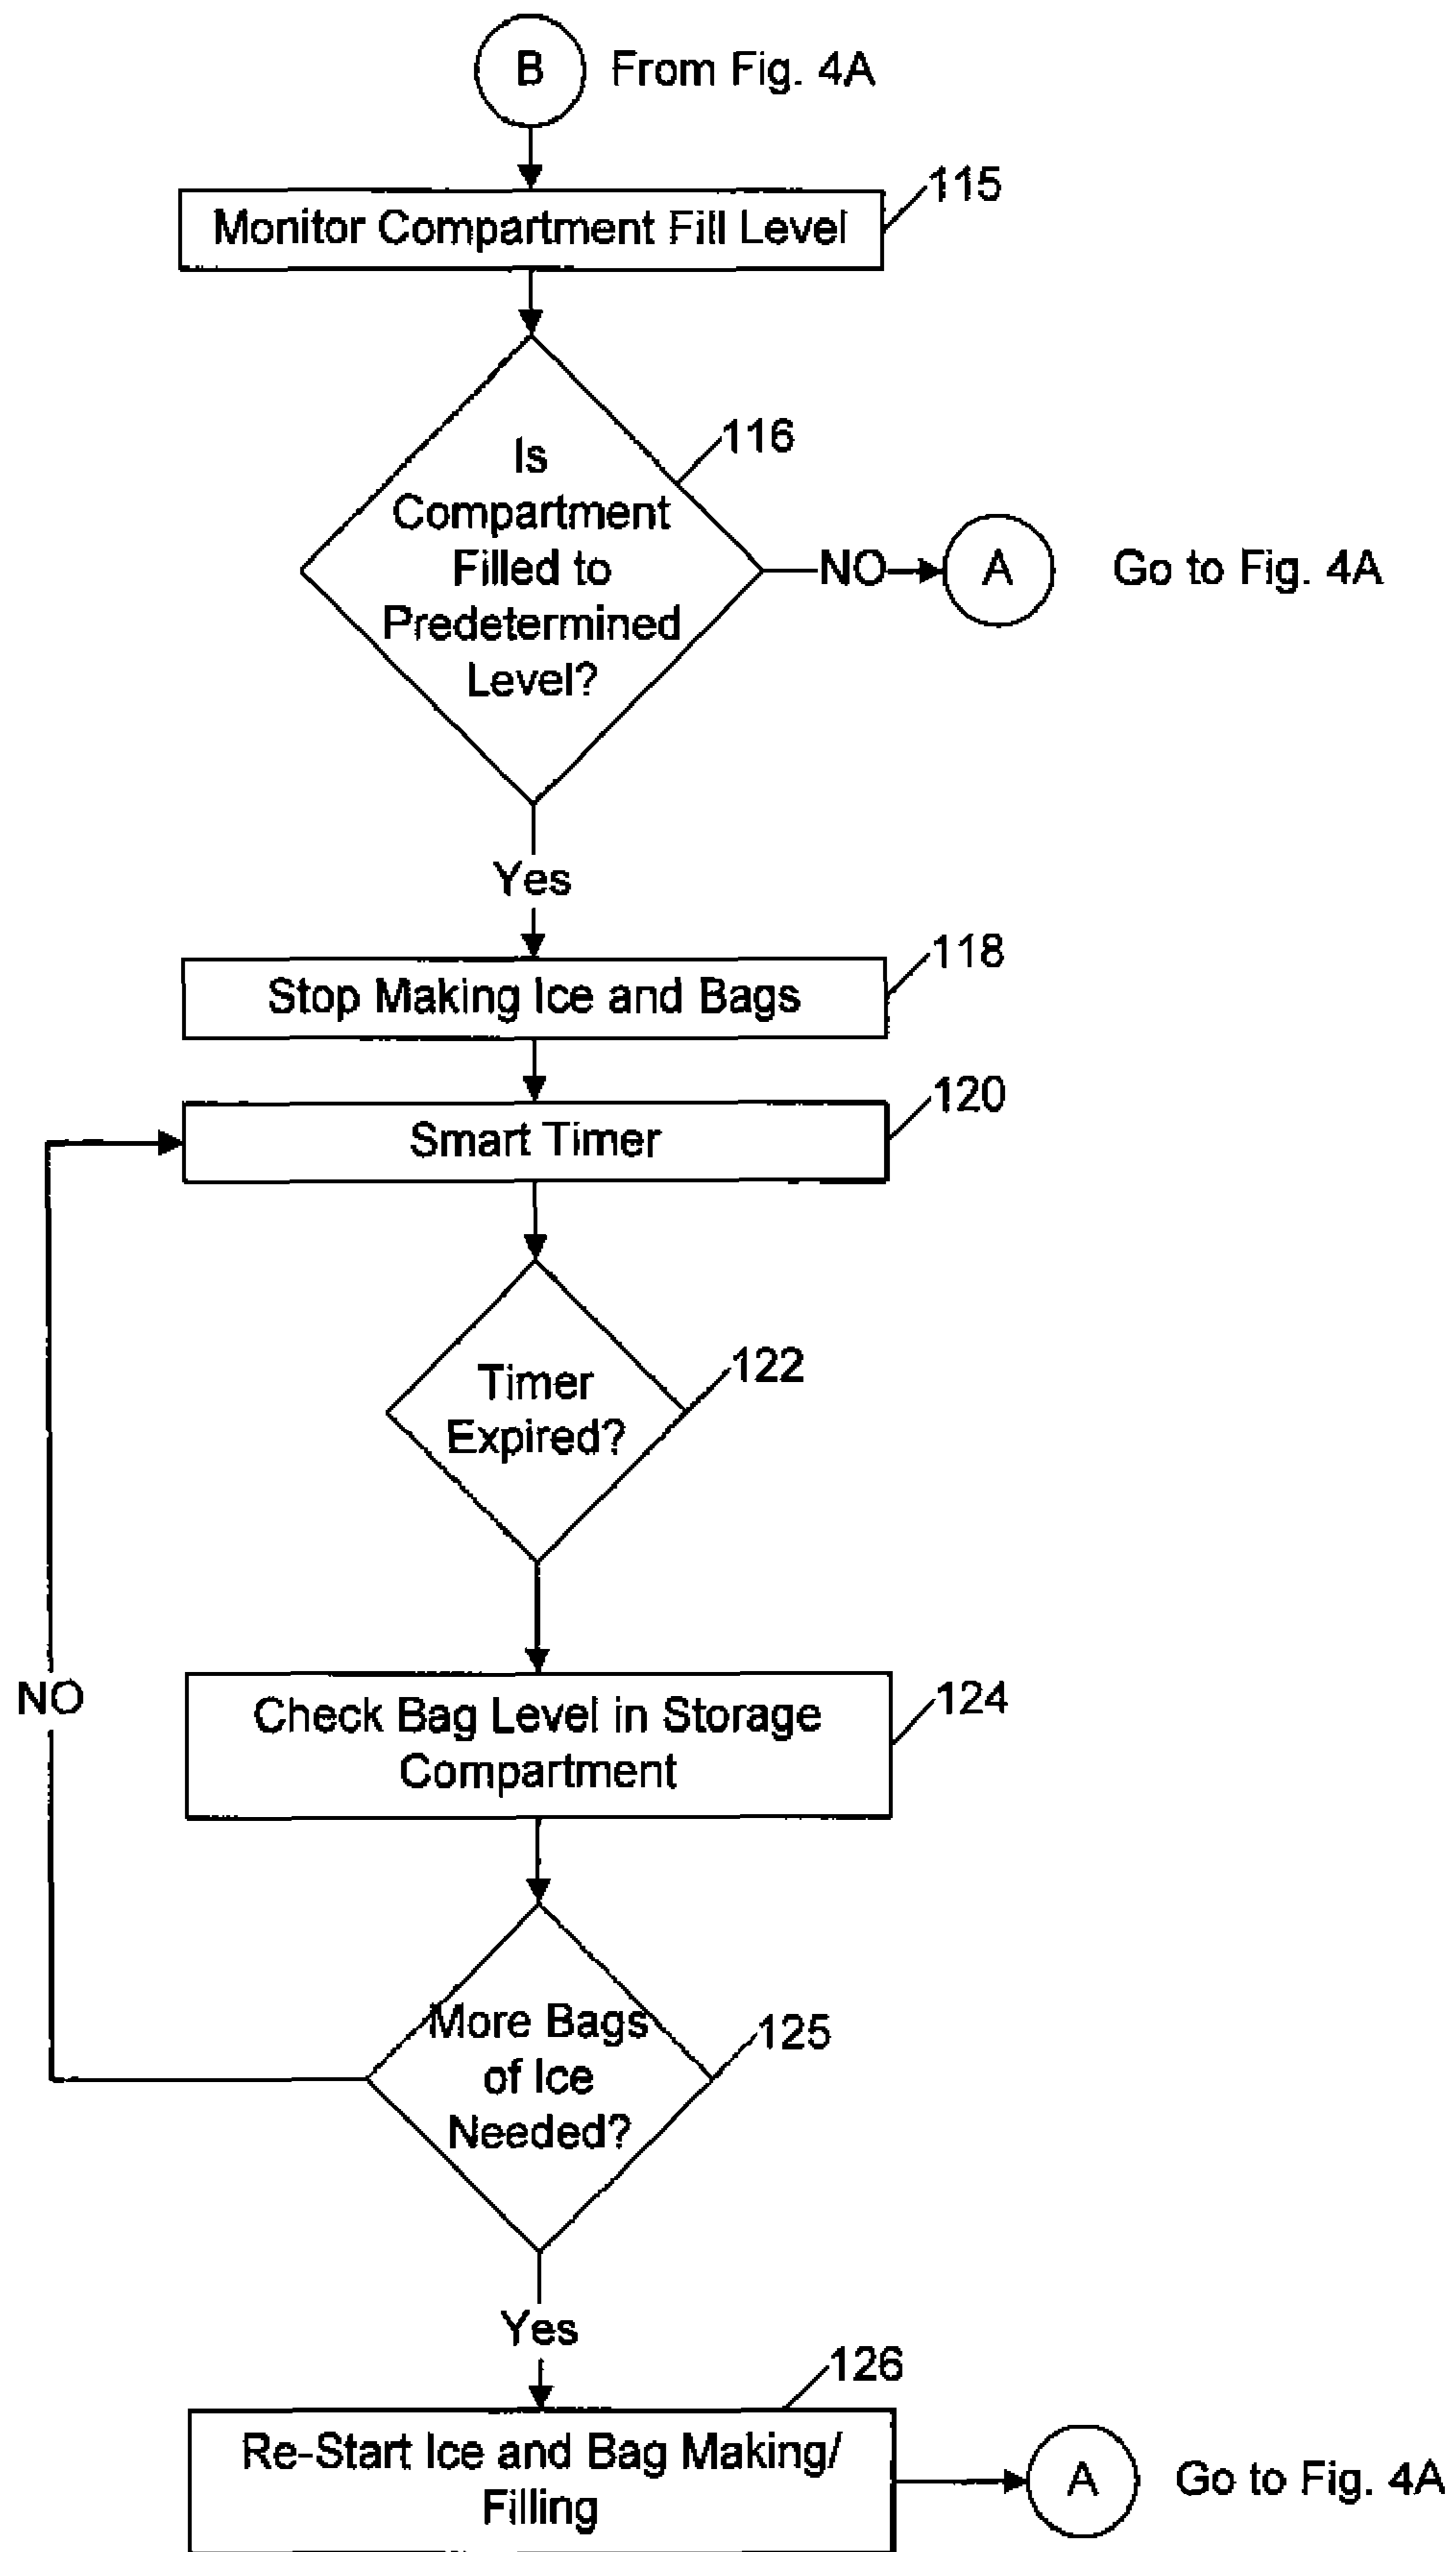 B From Fig. 4A
115
Monitor Compartment Fill Level
116
Is
Compartment
Filled to
Predetermined
Level?
NO A Go to Fig. 4A
Yes
118
Stop Making Ice and Bags
120
Smart Timer
122
Timer
Expired?
NO
124
Check Bag Level in Storage
Compartment
125
More Bags
of Ice
Needed?
Yes
126
Re-Start Ice and Bag Making/
Filling
A Go to Fig. 4A